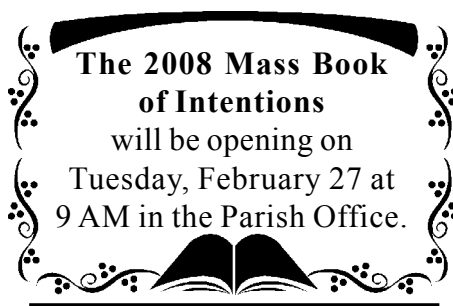 The 2008 Mass Book
of Intentions
will be opening on
Tuesday, February 27 at
9 AM in the Parish Office.